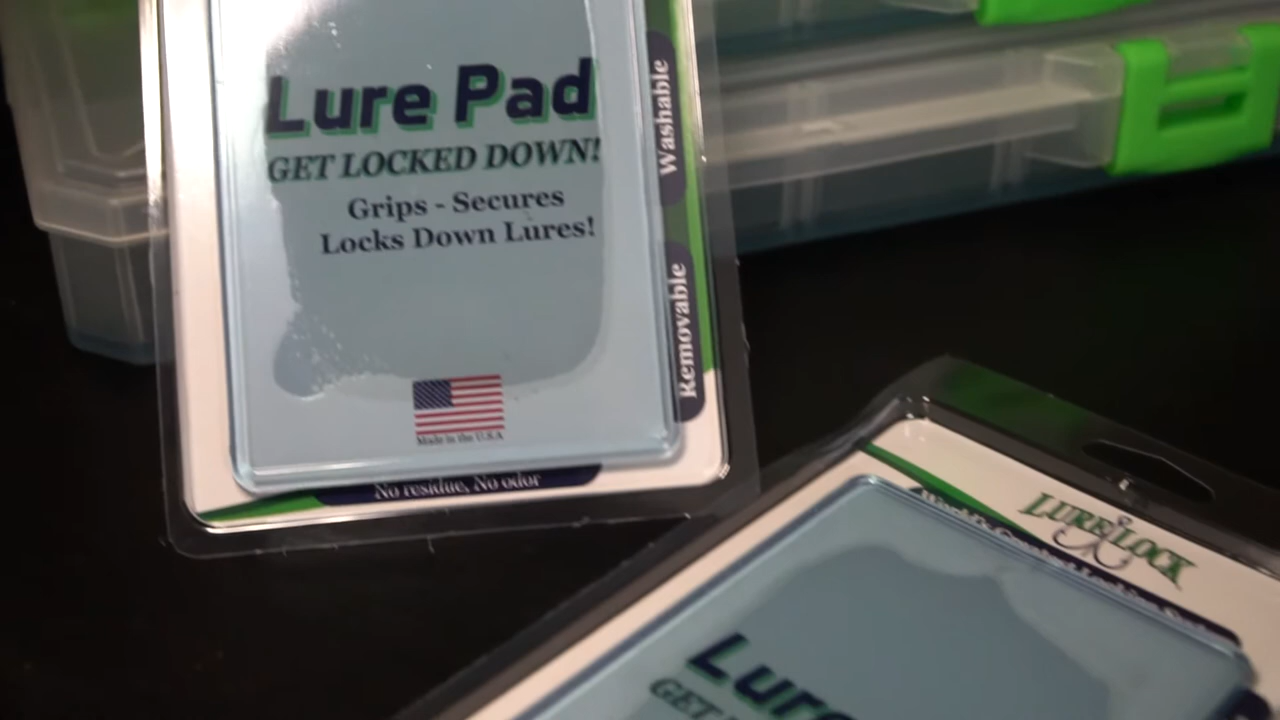 Lure Pad
GET LOCKED DOWN!
Grips - Secures
Locks Down Lures!
Washable
Removable
Made in the U.S.A
No residue, No odor
LURE LOCK
Lure
GET